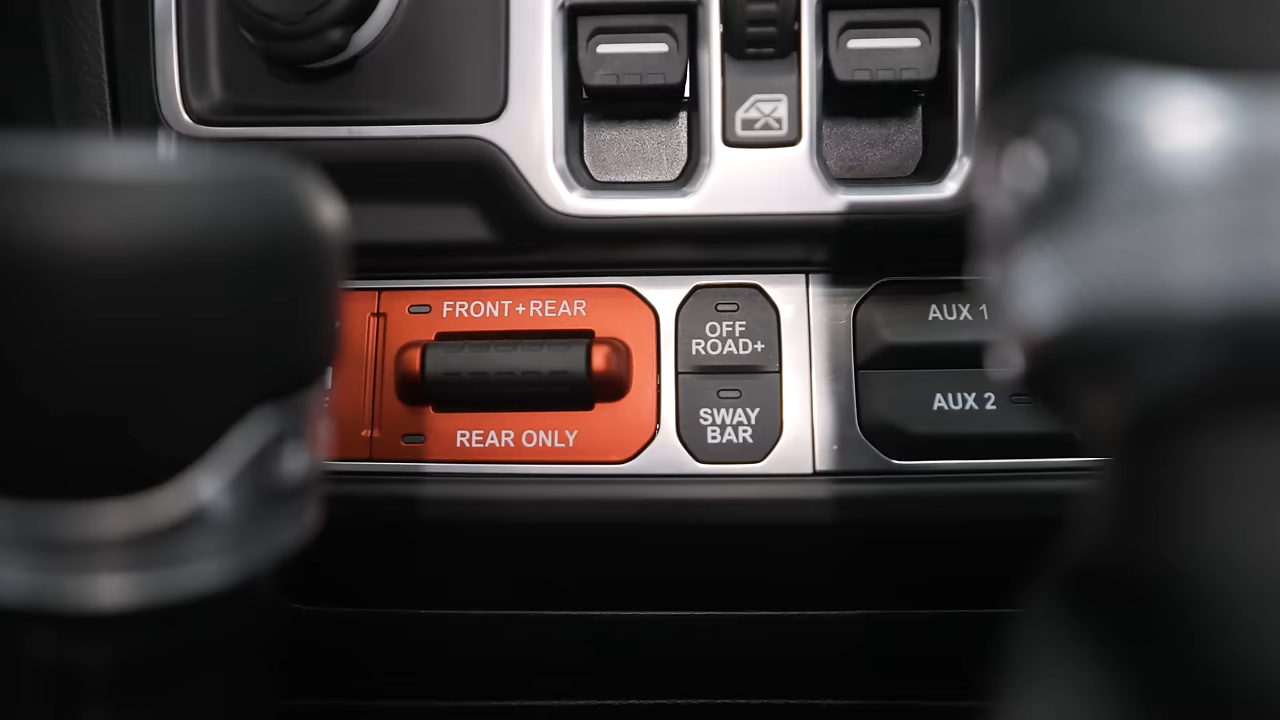 FRONT+REAR
REAR ONLY
OFF
ROAD+
SWAY
BAR
AUX 1
AUX 2